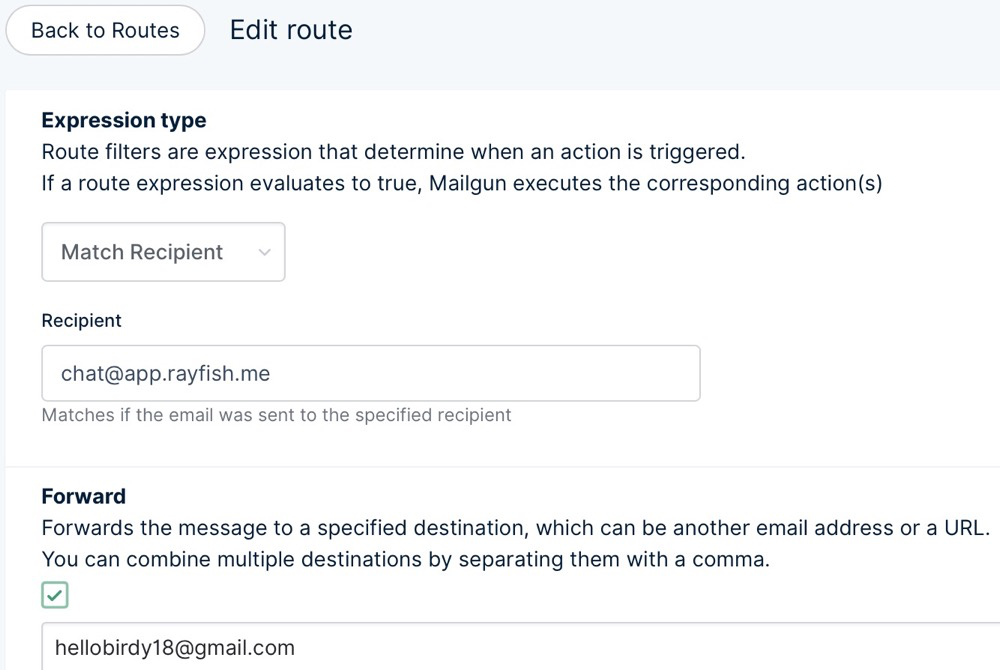 Back to Routes Edit route
Expression type
Route filters are expression that determine when an action is triggered.
If a route expression evaluates to true, Mailgun executes the corresponding action(s)
Match Recipient
Recipient
chat@app.rayfish.me
Matches if the email was sent to the specified recipient
Forward
Forwards the message to a specified destination, which can be another email address or a URL.
You can combine multiple destinations by separating them with a comma.
hellobirdy18@gmail.com